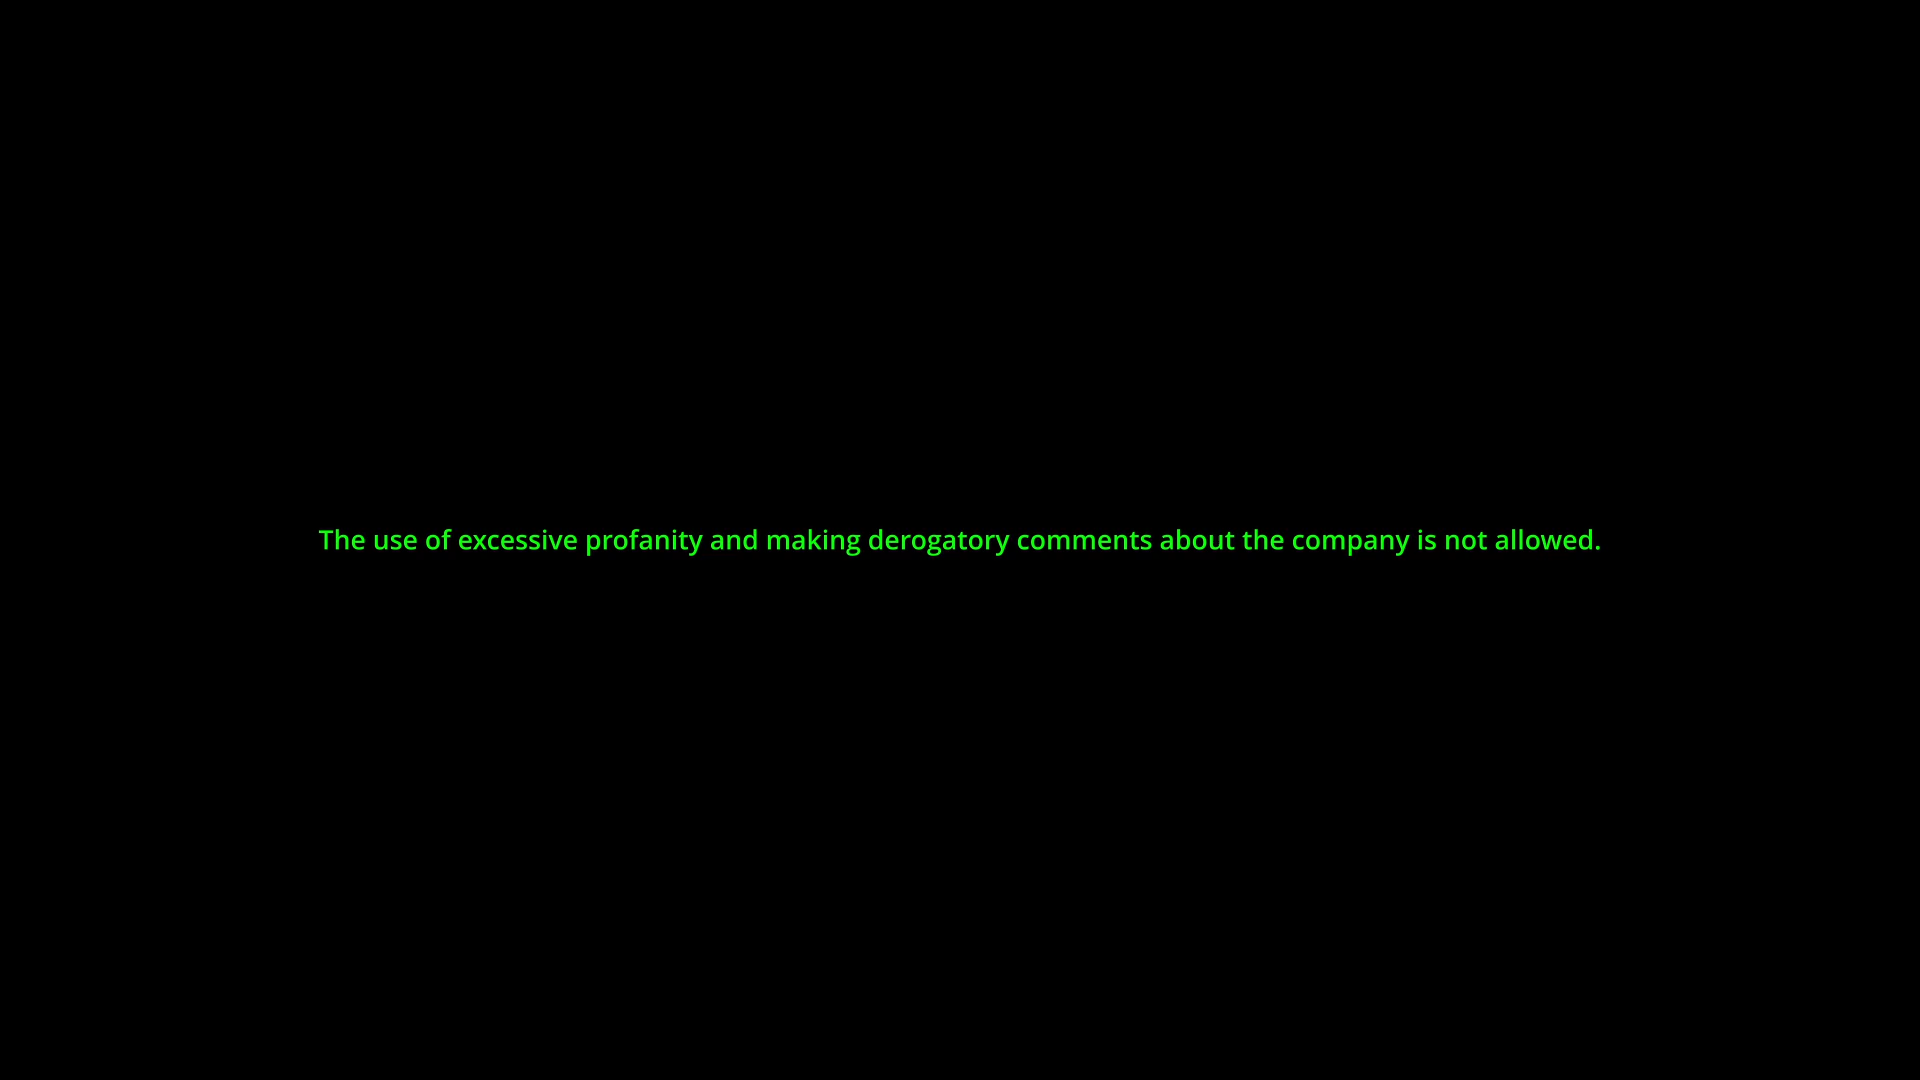 The use of excessive profanity and making derogatory comments about the company is not allowed.